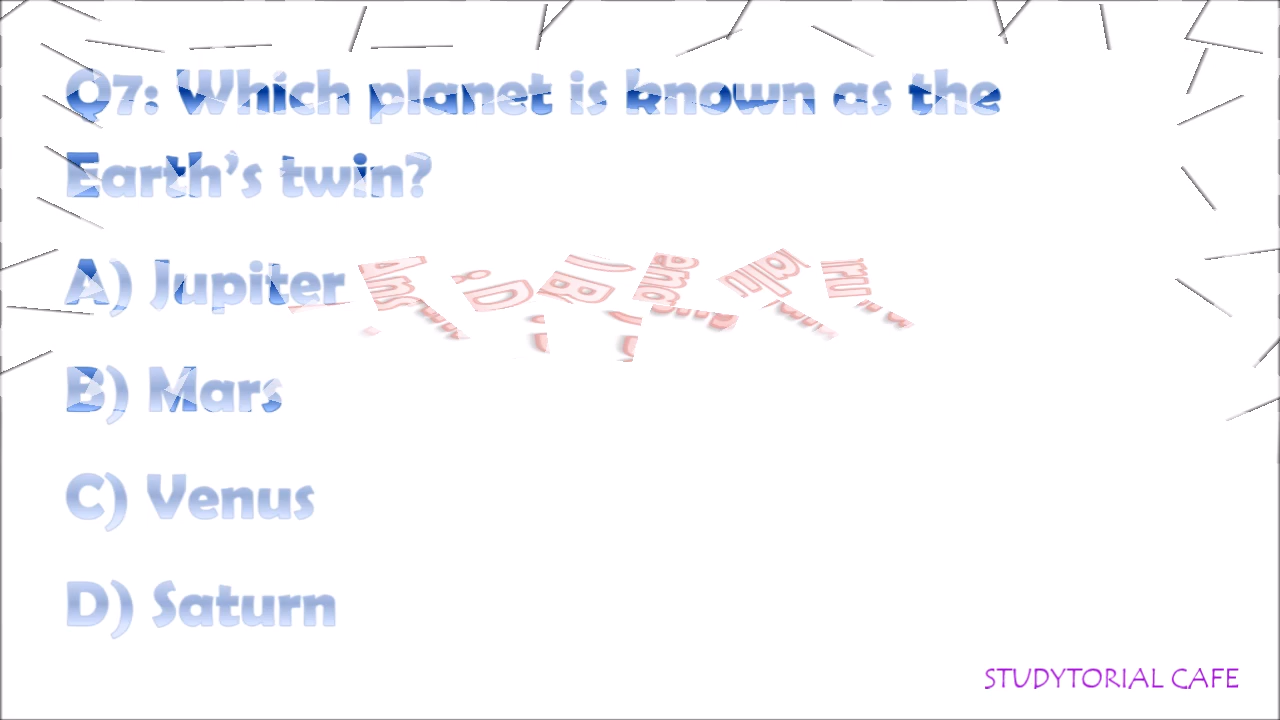 Q7: Which planet is known as the
Earth’s twin?
A) Jupiter
B) Mars
C) Venus
D) Saturn
STUDYTORIAL CAFE